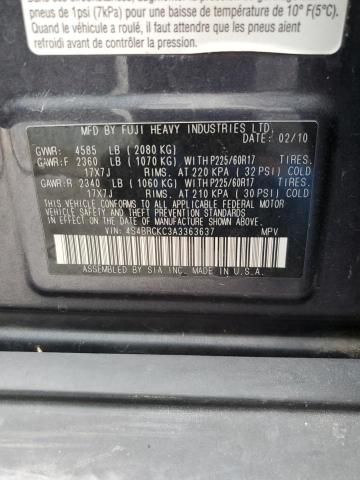 pneus de 1psi (7kPa) pour une baisse de température de 10° F(5°C).
Quand le véhicule a roulé, il faut attendre que les pneus aient
refroidi avant de contrôler la pression.
MFD BY FUJI HEAVY INDUSTRIES LTD.
DATE: 02/10
GVWR: 4585 LB ( 2080 KG)
GAWR:F 2360 LB ( 1070 KG) WITH P225/60R17 TIRES.
17X7J RIMS. AT 220 KPA ( 32 PSI) COLD
GAWR:R 2340 LB ( 1060 KG) WITH P225/60R17 TIRES.
17X7J RIMS. AT 210 KPA ( 30 PSI) COLD
THIS VEHICLE CONFORMS TO ALL APPLICABLE FEDERAL MOTOR
VEHICLE SAFETY, BUMPER, AND THEFT PREVENTION STANDARDS
IN EFFECT ON THE DATE OF MANUFACTURE SHOWN ABOVE.
VIN: 4S4BRCKC3A3363637 MPV
ASSEMBLED BY SIA INC. MADE IN U.S.A.